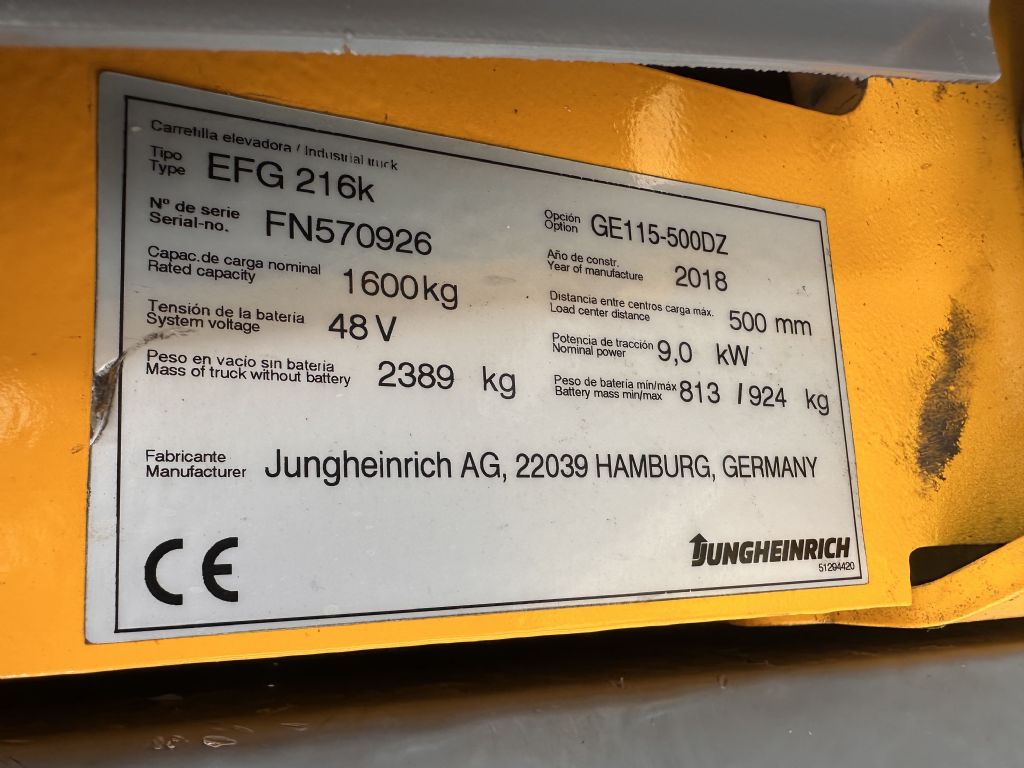 Carretilla elevadora / Industrial truck
Tipo
Type EFG 216k
Opción
Option GE115-500DZ
Nº de serie
Serial-no. FN570926
Año de constr.
Year of manufacture 2018
Capac.de carga nominal
Rated capacity 1600kg
Distancia entre centros carga máx.
Load center distance 500 mm
Tensión de la batería
System voltage 48 V
Potencia de tracción
Nominal power 9,0 kW
Peso en vacío sin batería
Mass of truck without battery 2389 kg
Peso de batería mín/máx
Battery mass min/max 813 / 924 kg
Fabricante
Manufacturer Jungheinrich AG, 22039 HAMBURG, GERMANY
CE
JUNGHEINRICH
51294420